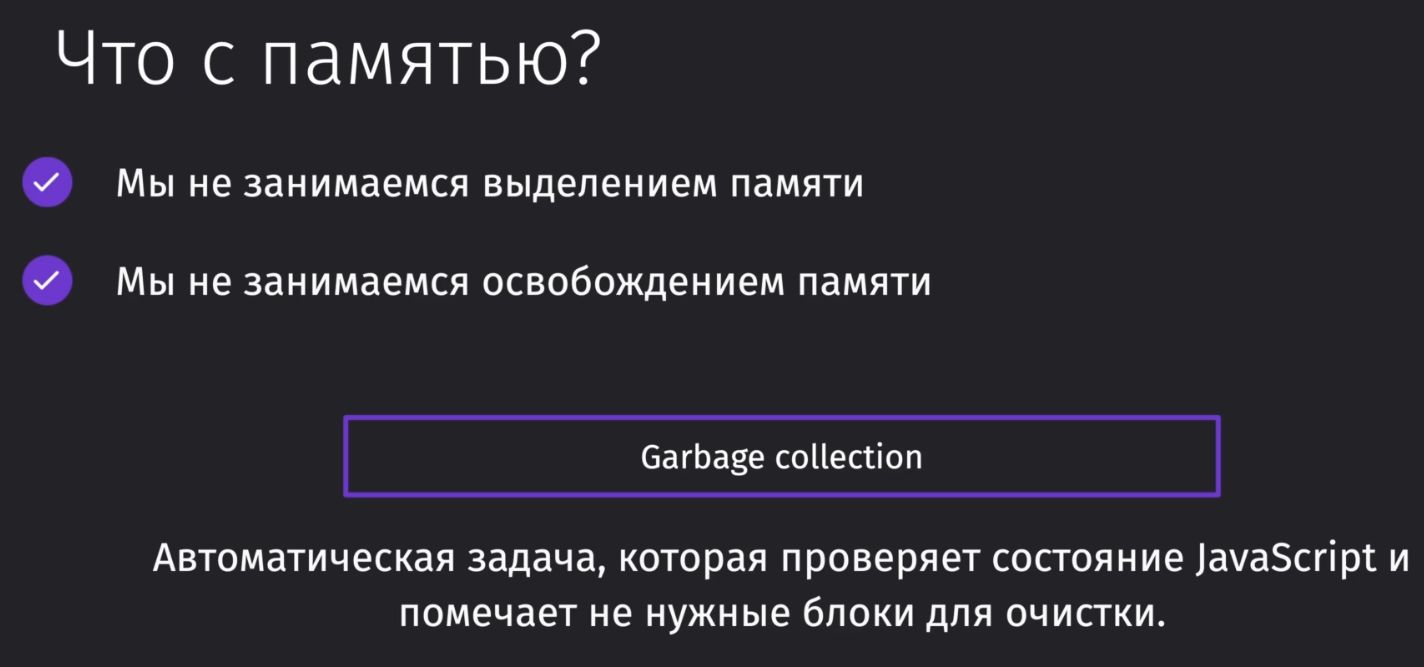 Что с памятью?
Мы не занимаемся выделением памяти
Мы не занимаемся освобождением памяти
Garbage collection
Автоматическая задача, которая проверяет состояние JavaScript и
помечает не нужные блоки для очистки.